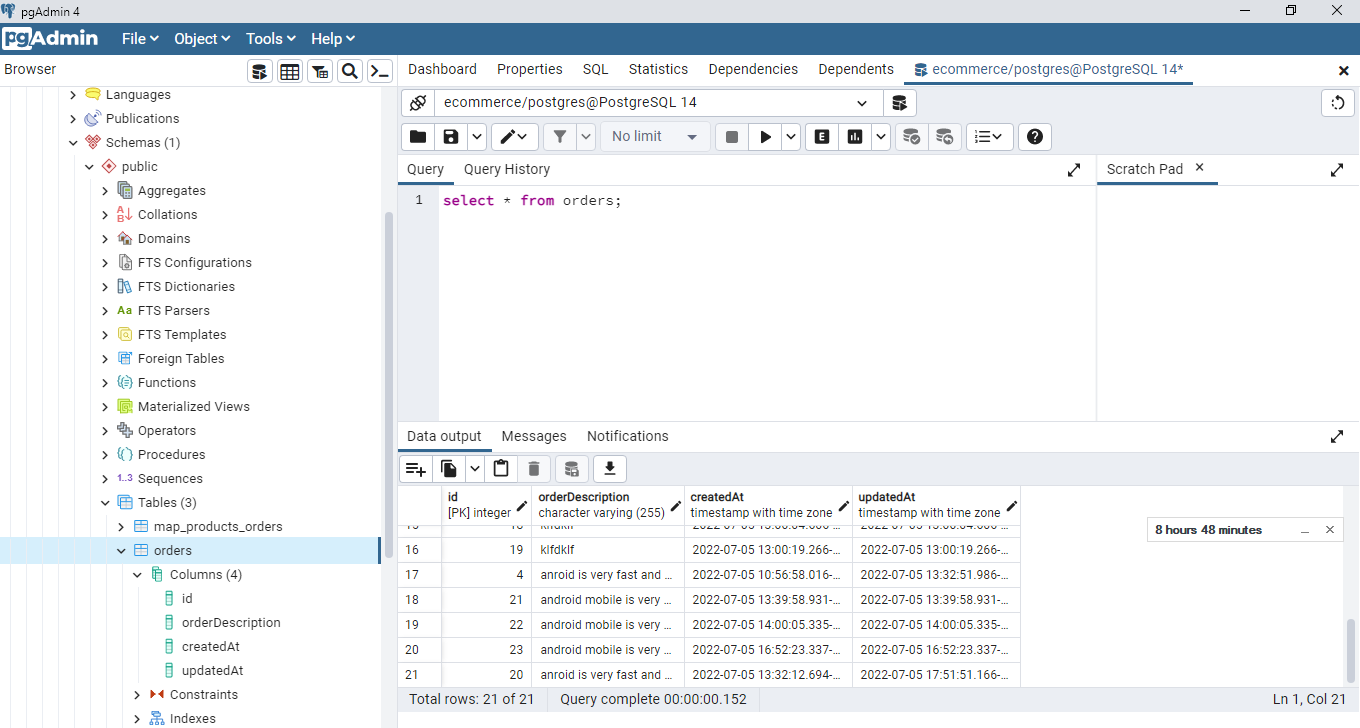 pgAdmin 4
pgAdmin File Object Tools Help
Browser
Dashboard Properties SQL Statistics Dependencies Dependents ecommerce/postgres@PostgreSQL 14*
ecommerce/postgres@PostgreSQL 14
No limit
E
Query Query History
Scratch Pad
1 select * from orders;
Languages
Publications
Schemas (1)
public
Aggregates
Collations
Domains
FTS Configurations
FTS Dictionaries
Aa FTS Parsers
FTS Templates
Foreign Tables
Functions
Materialized Views
Operators
Procedures
1..3 Sequences
Tables (3)
map_products_orders
orders
Columns (4)
id
orderDescription
createdAt
updatedAt
Constraints
Indexes
Data output Messages Notifications
id orderDescription createdAt updatedAt
[PK] integer character varying (255) timestamp with time zone timestamp with time zone
16 19 klfdklf 2022-07-05 13:00:19.266-... 2022-07-05 13:00:19.266-...
17 4 anroid is very fast and ... 2022-07-05 10:56:58.016-... 2022-07-05 13:32:51.986-...
18 21 android mobile is very ... 2022-07-05 13:39:58.931-... 2022-07-05 13:39:58.931-...
19 22 android mobile is very ... 2022-07-05 14:00:05.335-... 2022-07-05 14:00:05.335-...
20 23 android mobile is very ... 2022-07-05 16:52:23.337-... 2022-07-05 16:52:23.337-...
21 20 anroid is very fast and ... 2022-07-05 13:32:12.694-... 2022-07-05 17:51:51.166-...
8 hours 48 minutes
Total rows: 21 of 21 Query complete 00:00:00.152 Ln 1, Col 21